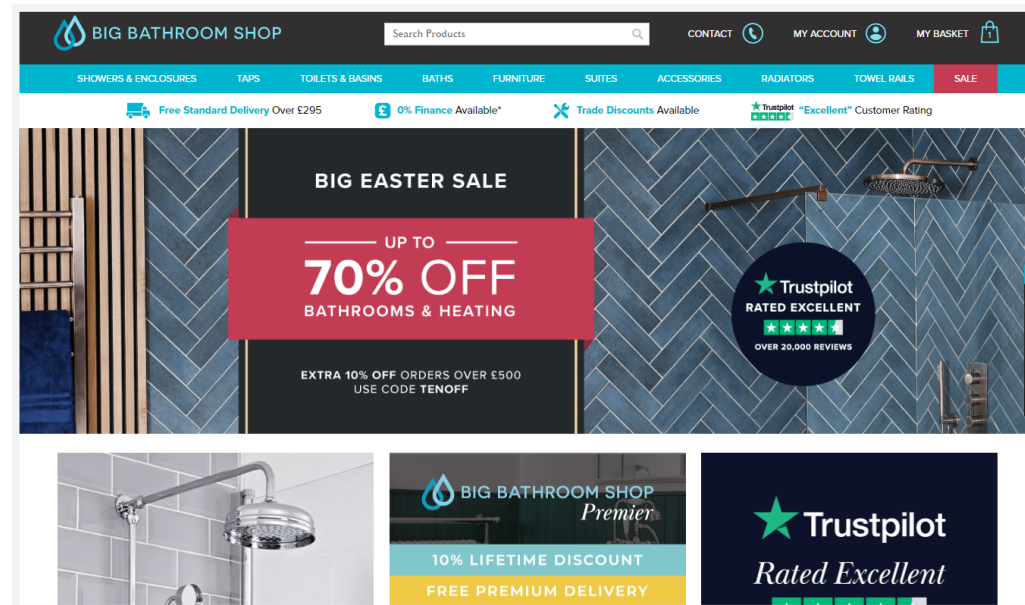 BIG BATHROOM SHOP
Search Products
CONTACT
MY ACCOUNT
MY BASKET
1
SHOWERS & ENCLOSURES
TAPS
TOILETS & BASINS
BATHS
FURNITURE
SUITES
ACCESSORIES
RADIATORS
TOWEL RAILS
SALE
Free Standard Delivery Over £295
£
0% Finance Available*
Trade Discounts Available
Trustpilot
"Excellent" Customer Rating
BIG EASTER SALE
UP TO
70% OFF
BATHROOMS & HEATING
EXTRA 10% OFF ORDERS OVER £500
USE CODE TENOFF
Trustpilot
RATED EXCELLENT
OVER 20,000 REVIEWS
BIG BATHROOM SHOP
Premier
10% LIFETIME DISCOUNT
FREE PREMIUM DELIVERY
Trustpilot
Rated Excellent